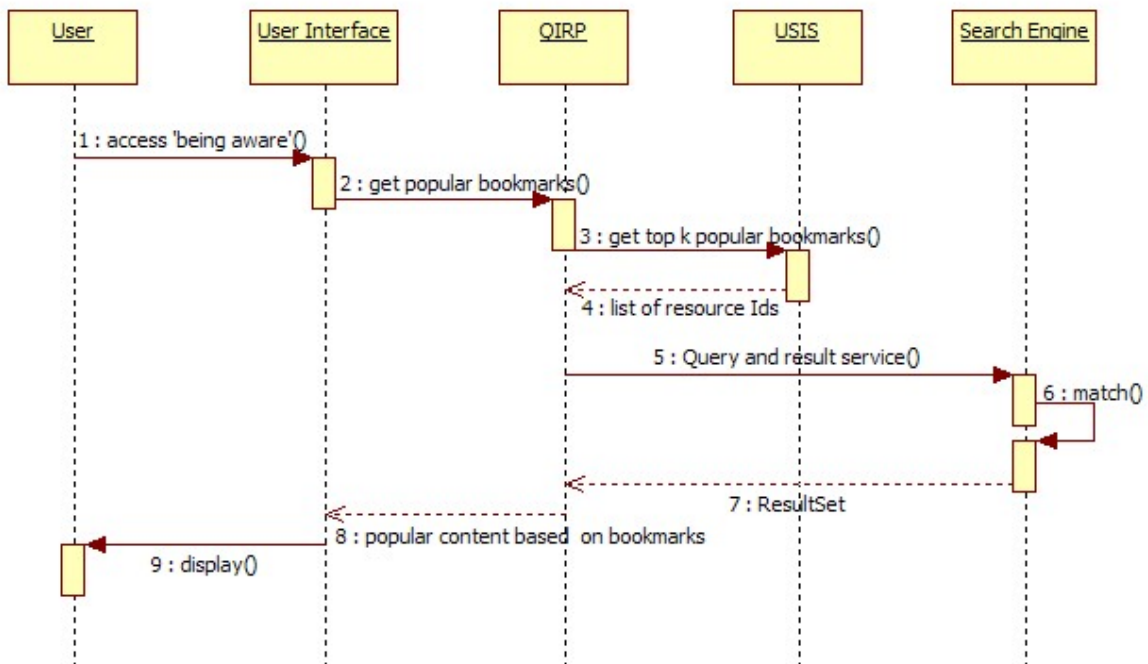 User
User Interface
QIRP
USIS
Search Engine
1 : access 'being aware'()
2 : get popular bookmarks()
3 : get top k popular bookmarks()
4 : list of resource Ids
5 : Query and result service()
6 : match()
7 : ResultSet
8 : popular content based  on bookmarks
9 : display()